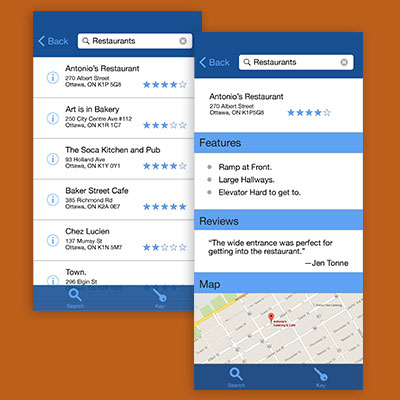 Back
Restaurants
Antonio's Restaurant
270 Albert Street
Ottawa, ON K1P 5G8
Art is in Bakery
250 City Centre Ave #112
Ottawa, ON K1R 1C7
The Soca Kitchen and Pub
93 Holland Ave
Ottawa, ON K1Y 0Y1
Baker Street Cafe
385 Richmond Rd
Ottawa, ON K2A 0E7
Chez Lucien
137 Murray St
Ottawa, ON K1N 5M7
Town.
296 Elgin St
Search
Key
Back
Restaurants
Antonio's Restaurant
270 Albert Street
Ottawa, ON K1P5G8
Features
Ramp at Front.
Large Hallways.
Elevator Hard to get to.
Reviews
"The wide entrance was perfect for
getting into the restaurant."
—Jen Tonne
Map
Antonio's
Catering & Cafe
Search
Key